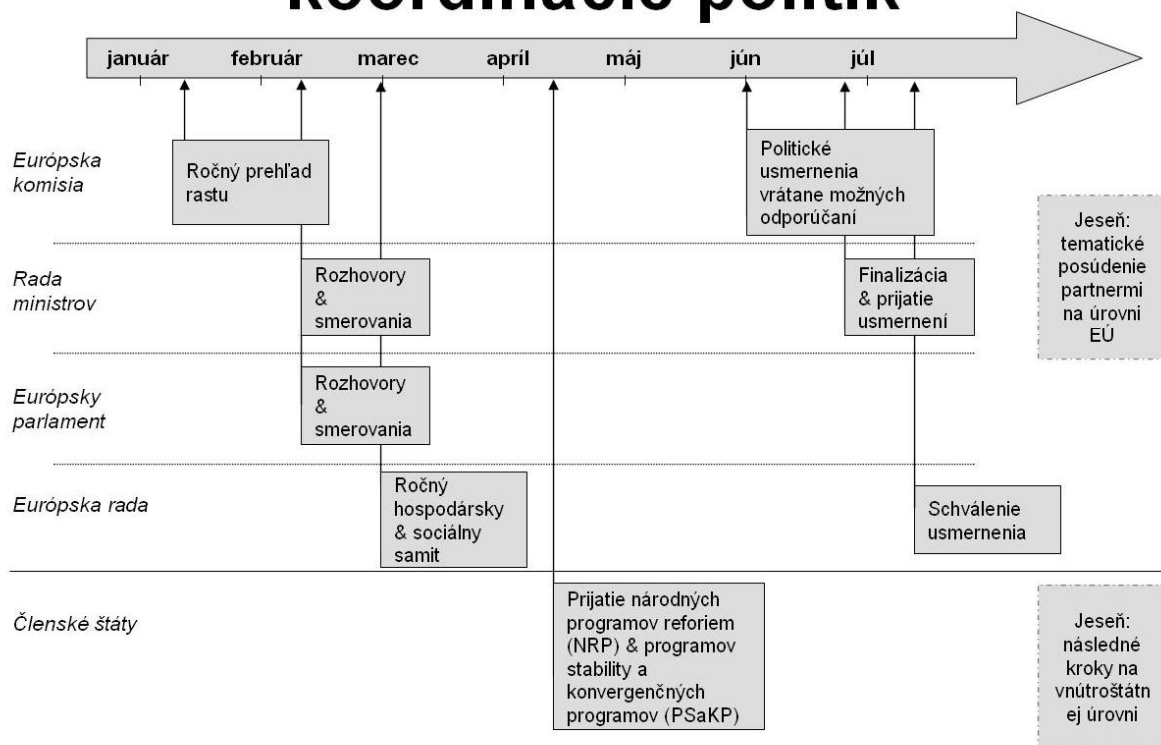 koordinácie politík
január február marec apríl máj jún júl
Európska
komisia
Ročný prehľad
rastu
Politické
usmernenia
vrátane možných
odporúčaní
Jeseň:
tematické
posúdenie
partnermi
na úrovni
EÚ
Rada
ministrov
Rozhovory
&
smerovania
Finalizácia
& prijatie
usmernení
Európsky
parlament
Rozhovory
&
smerovania
Európska rada
Ročný
hospodársky
& sociálny
samit
Schválenie
usmernenia
Členské štáty
Prijatie národných
programov reforiem
(NRP) & programov
stability a
konvergenčných
programov (PSaKP)
Jeseň:
následné
kroky na
vnútroštátn
ej úrovni